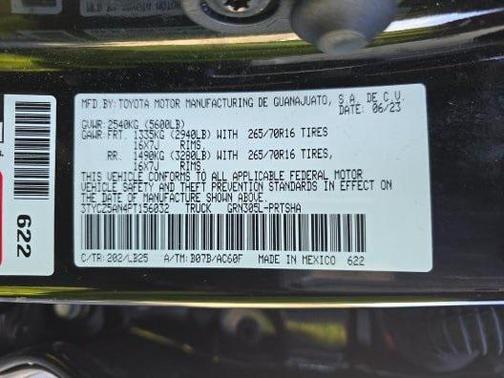 MFD.BY:TOYOTA MOTOR MANUFACTURING DE GUANAJUATO, S.A. DE C.V.
DATE: 06/23
GVWR:2540KG (5600LB)
GAWR:FRT. 1335KG (2940LB) WITH 265/70R16 TIRES
16X7J RIMS,
RR. 1490KG (3280LB) WITH 265/70R16 TIRES,
16X7J RIMS.
THIS VEHICLE CONFORMS TO ALL APPLICABLE FEDERAL MOTOR
VEHICLE SAFETY AND THEFT PREVENTION STANDARDS IN EFFECT ON
THE DATE OF MANUFACTURE SHOWN ABOVE.
3TYCZ5AN4PT156032 TRUCK GRN305L-PRTSHA
C/TR:202/LB25 A/TM:B07B/AC60F MADE IN MEXICO 622
622